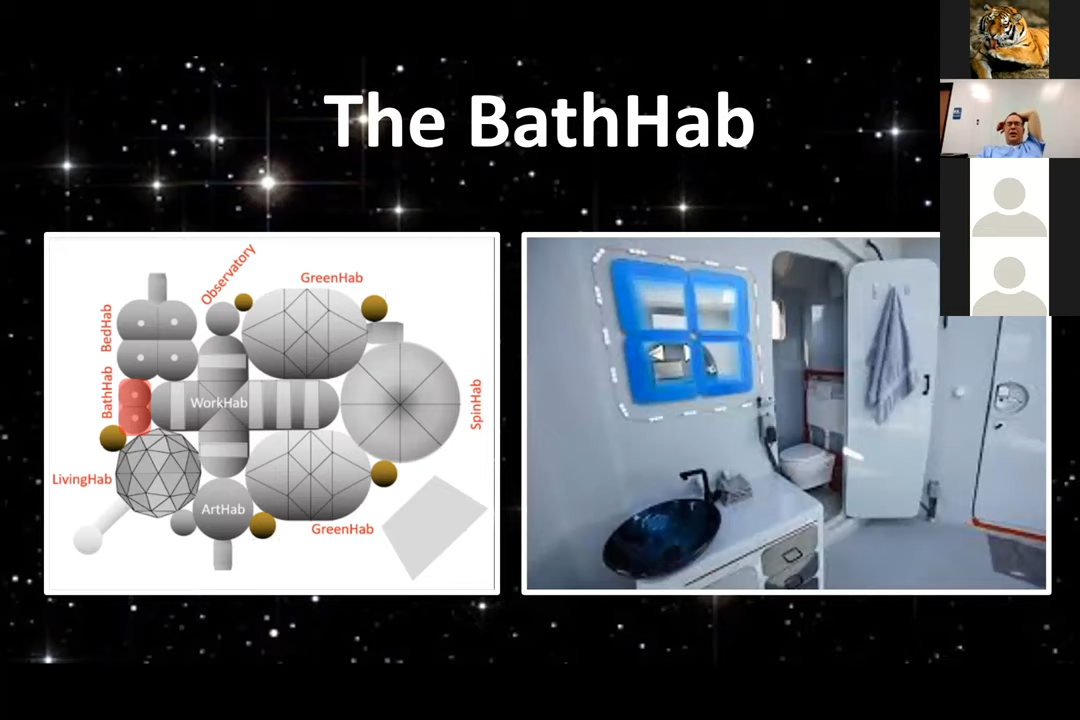 The BathHab
Observatory
GreenHab
BedHab
BathHab
WorkHab
SpinHab
LivingHab
ArtHab
GreenHab